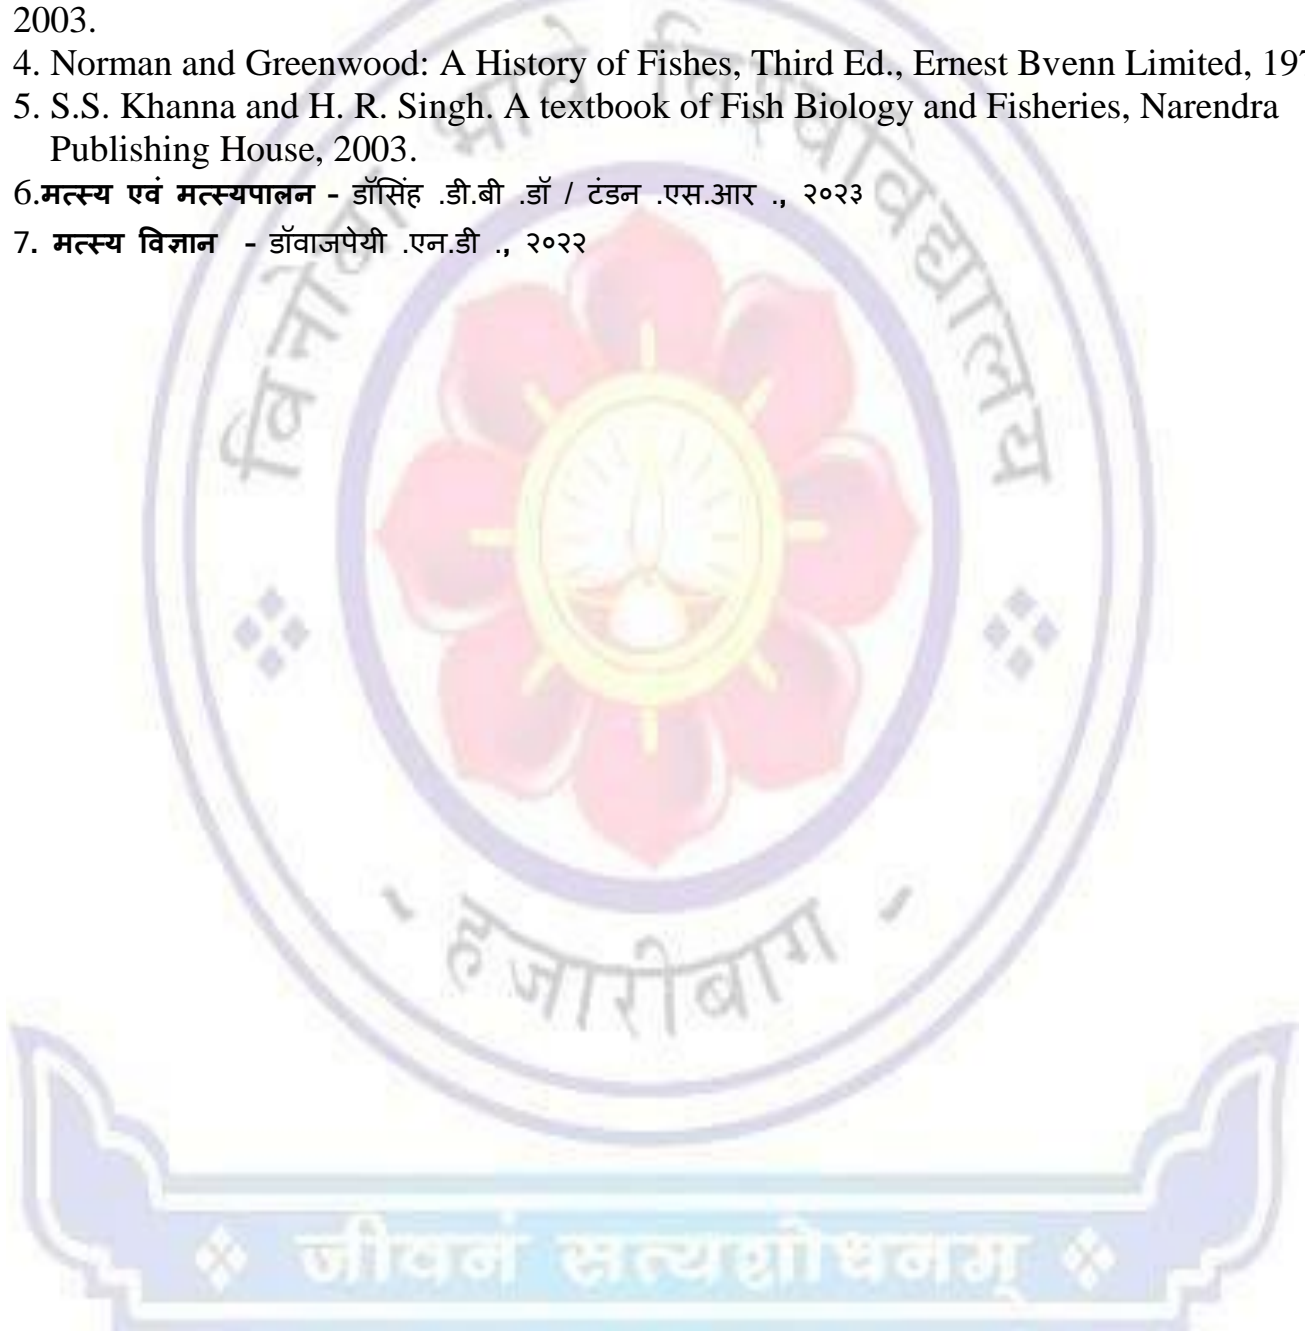 2003.
4. Norman and Greenwood: A History of Fishes, Third Ed., Ernest Bvenn Limited, 19
5. S.S. Khanna and H. R. Singh. A textbook of Fish Biology and Fisheries, Narendra
Publishing House, 2003.
6.मत्स्य एवं मत्स्यपालन – डॉसिंह .डी.बी .डॉ / टंडन .एस.आर ., २०२३
7. मत्स्य विज्ञान – डॉवाजपेयी .एन.डी ., २०२२
विनोबा भावे विश्वविद्यालय
- हजारीबाग -
जीवनं सत्यशोधनम्